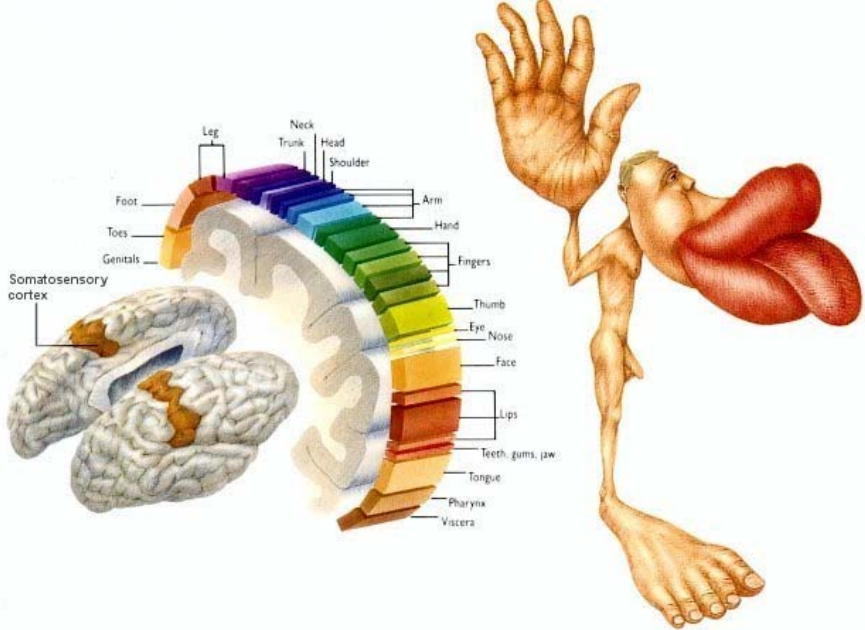 Leg
Neck
Trunk
Head
Shoulder
Arm
Foot
Hand
Toes
Fingers
Genitals
Somatosensory
cortex
Thumb
Eye
Nose
Face
Lips
Teeth, gums, jaw
Tongue
Pharynx
Viscera